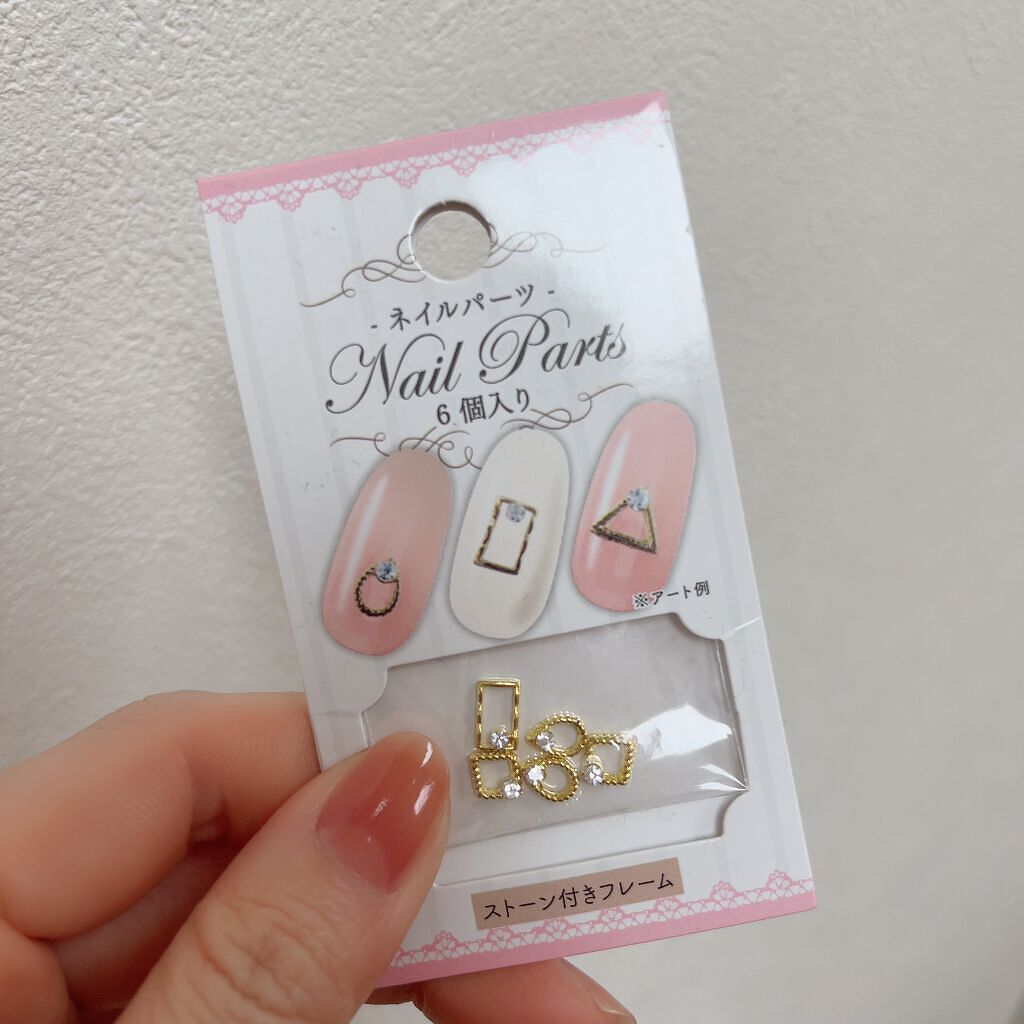 - ネイルパーツ -
Nail Parts
6個入り
※アート例
ストーン付きフレーム